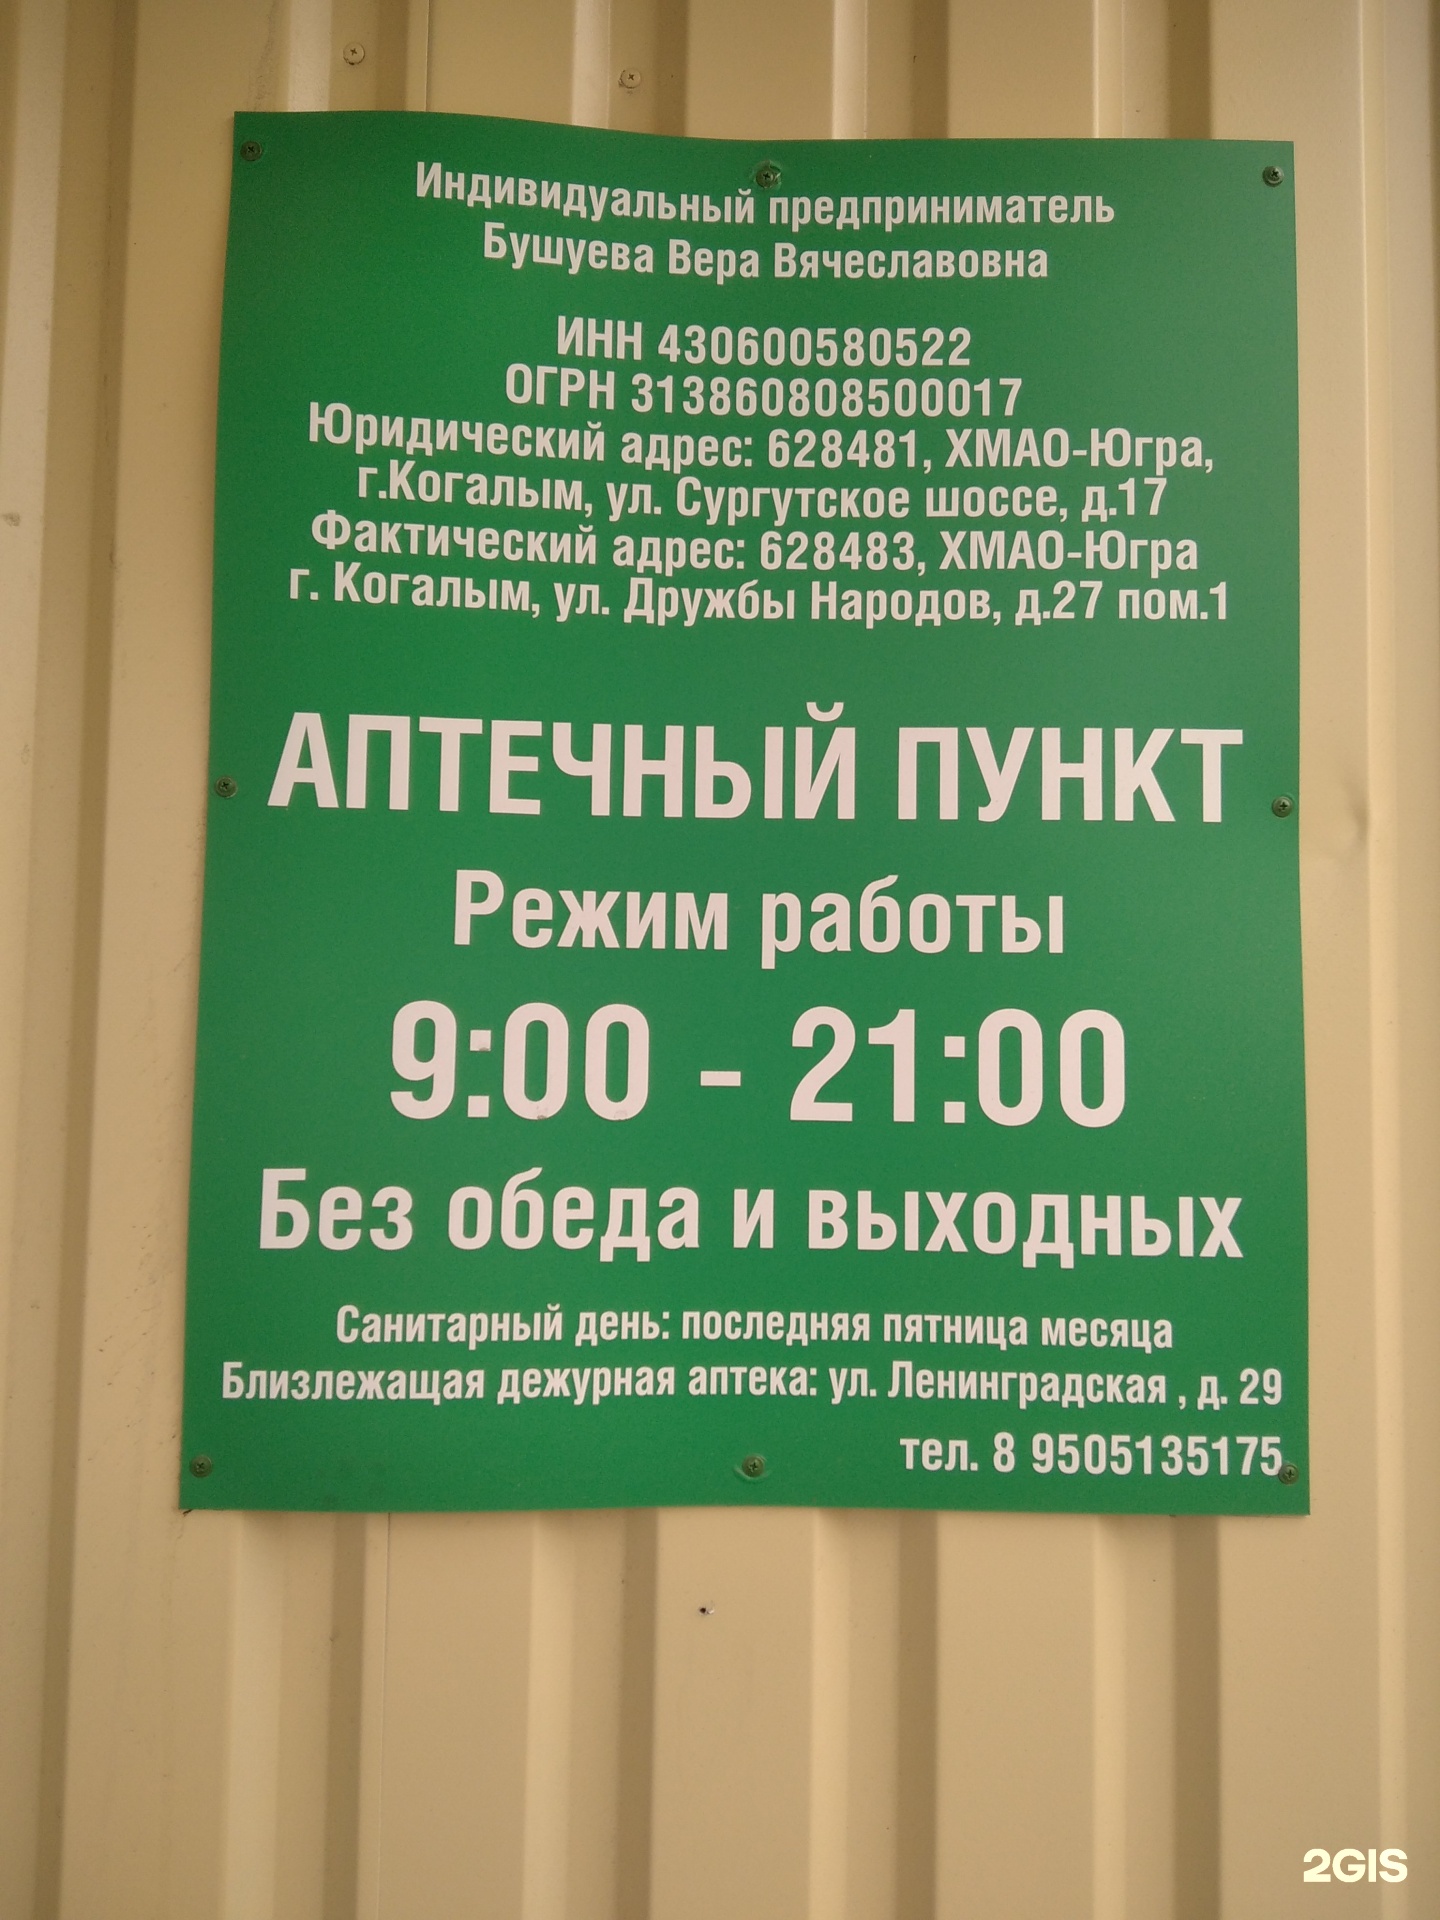 Индивидуальный предприниматель
Бушуева Вера Вячеславовна
ИНН 430600580522
ОГРН 313860808500017
Юридический адрес: 628481, ХМАО-Югра,
г.Когалым, ул. Сургутское шоссе, д.17
Фактический адрес: 628483, ХМАО-Югра
г. Когалым, ул. Дружбы Народов, д.27 пом.1
АПТЕЧНЫЙ ПУНКТ
Режим работы
9:00 - 21:00
Без обеда и выходных
Санитарный день: последняя пятница месяца
Близлежащая дежурная аптека: ул. Ленинградская , д. 29
тел. 8 9505135175
2GIS